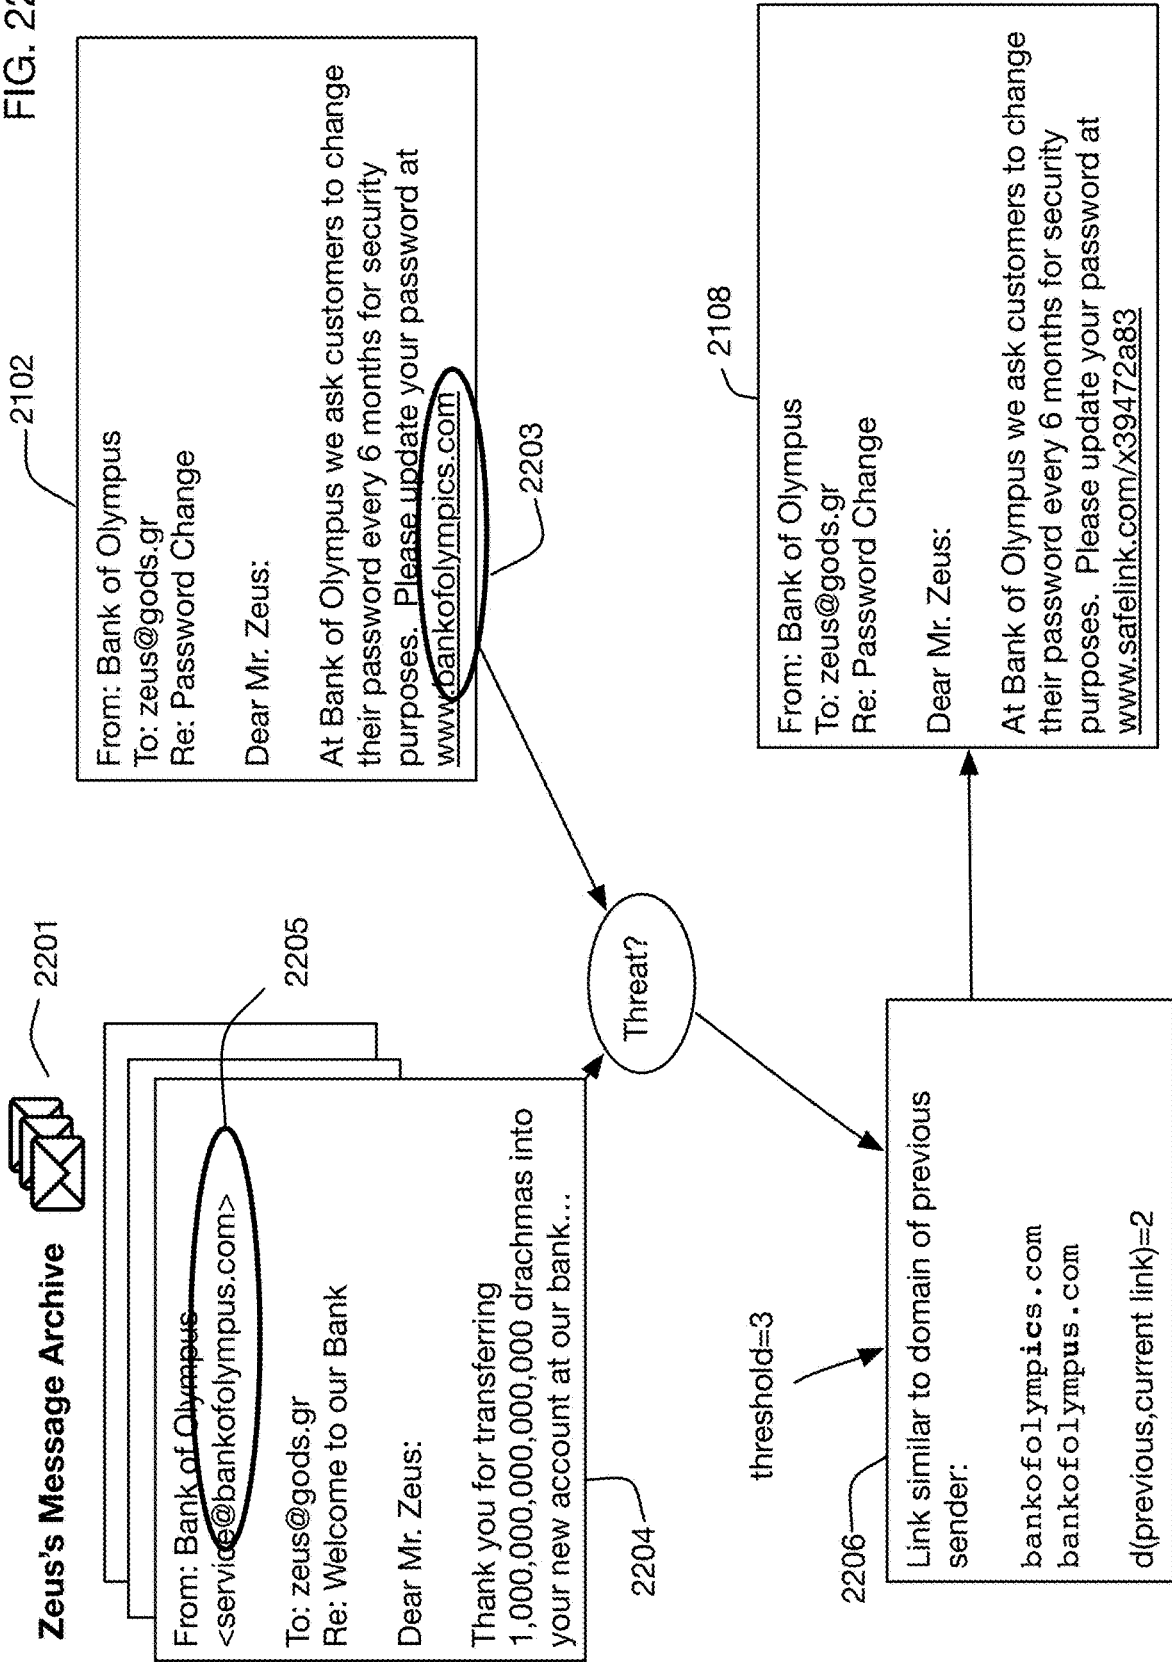 FIG. 22
Zeus's Message Archive
2201
2205
From: Bank of Olympus
<service@bankofolympus.com>
To: zeus@gods.gr
Re: Welcome to our Bank
Dear Mr. Zeus:
Thank you for transferring
1,000,000,000,000,000 drachmas into
your new account at our bank...
2204
2102
From: Bank of Olympus
To: zeus@gods.gr
Re: Password Change
Dear Mr. Zeus:
At Bank of Olympus we ask customers to change
their password every 6 months for security
purposes. Please update your password at
www.bankofolympics.com
2203
Threat?
threshold=3
2206
Link similar to domain of previous
sender:
bankofolympics.com
bankofolympus.com
d(previous,current link)=2
2108
From: Bank of Olympus
To: zeus@gods.gr
Re: Password Change
Dear Mr. Zeus:
At Bank of Olympus we ask customers to change
their password every 6 months for security
purposes. Please update your password at
www.safelink.com/x39472a83